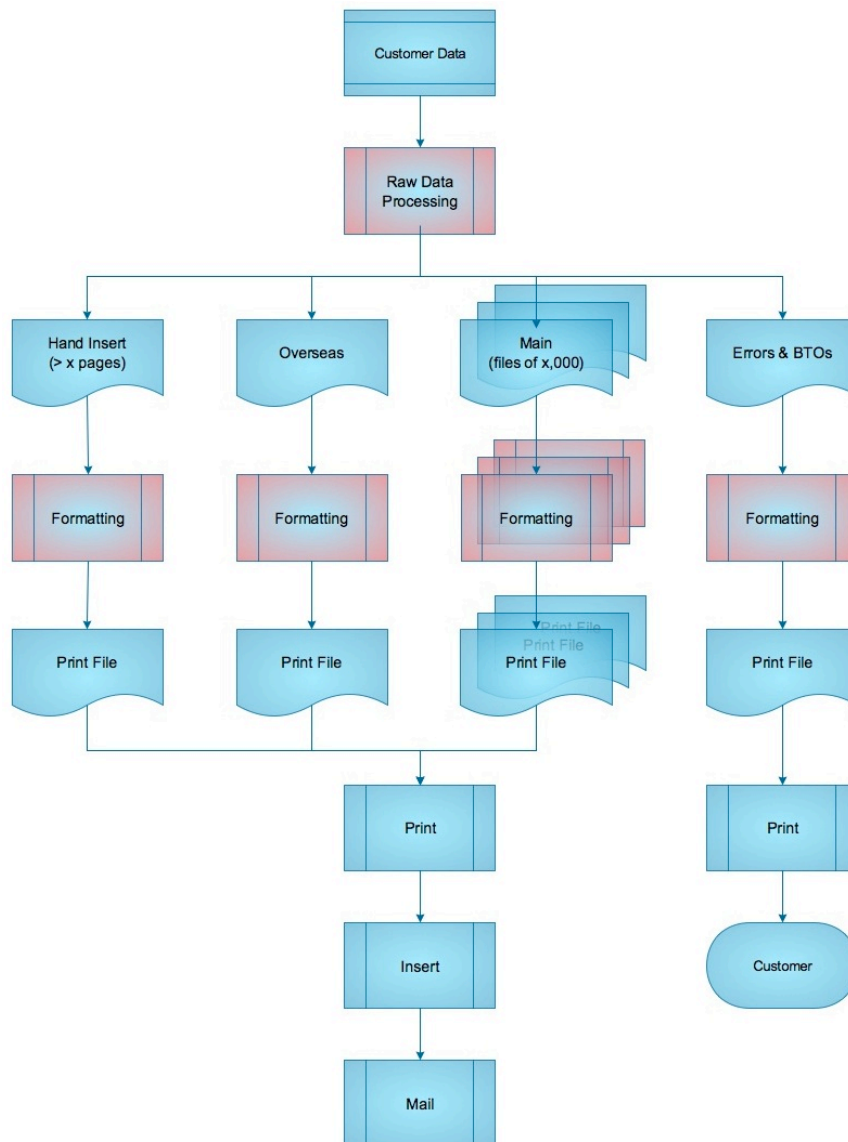 Customer Data
Raw Data
Processing
Hand Insert
(> x pages)
Overseas
Main
(files of x,000)
Errors & BTOs
Formatting
Formatting
Formatting
Formatting
Print File
Print File
Print File
Print File
Print File
Print File
Print
Print
Insert
Customer
Mail